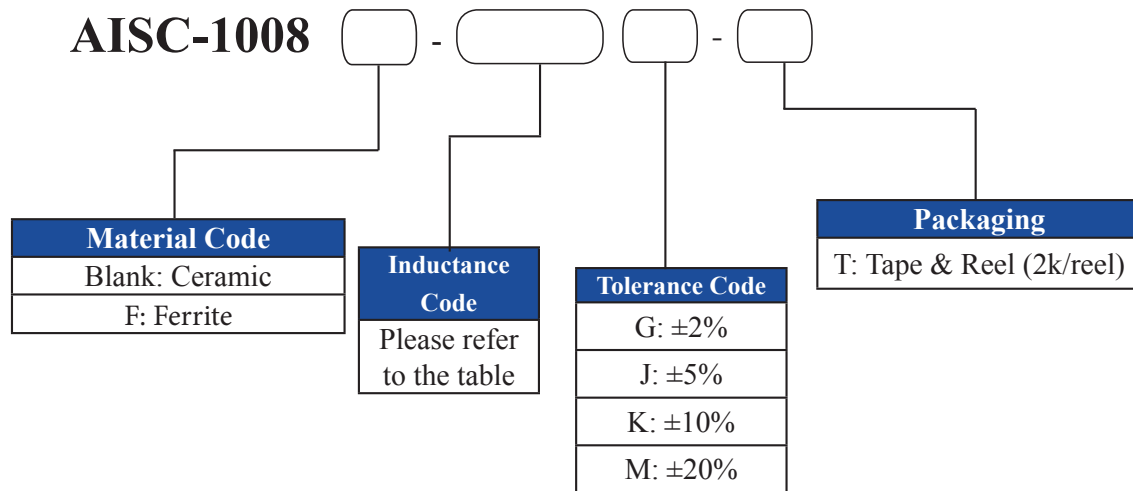 AISC-1008 - -
Material Code
Blank: Ceramic
F: Ferrite
Inductance
Code
Please refer
to the table
Tolerance Code
G: ±2%
J: ±5%
K: ±10%
M: ±20%
Packaging
T: Tape & Reel (2k/reel)